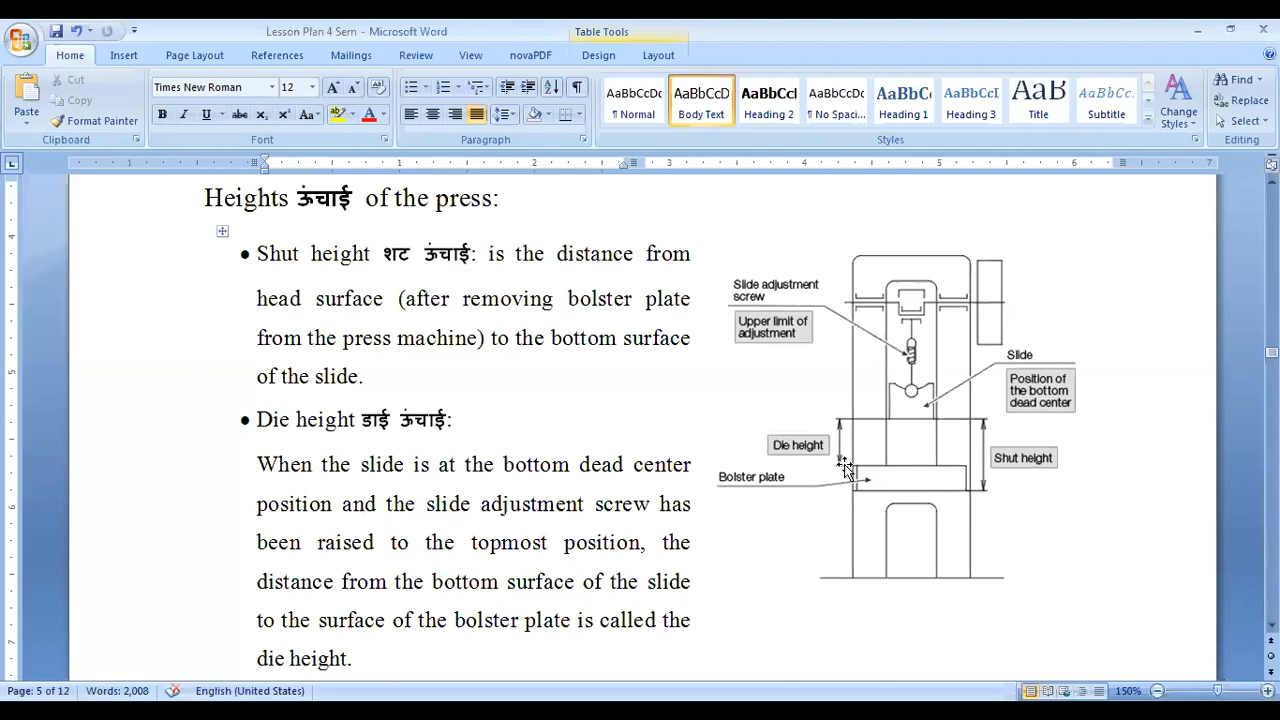 Lesson Plan 4 Sem - Microsoft Word
Table Tools
Home Insert Page Layout References Mailings Review View novaPDF Design Layout
Paste
Cut
Copy
Format Painter
Clipboard
Times New Roman 12
Font
Paragraph
AaBbCcDc AaBbCcD AaBbCc AaBbCcDc AaBbCc AaBbCcI AaB AaBbCc.
¶ Normal Body Text Heading 2 ¶ No Spaci... Heading 1 Heading 3 Title Subtitle
Change Styles
Styles
Find
Replace
Select
Editing
Heights ऊंचाई of the press:
• Shut height शट ऊंचाई: is the distance from
head surface (after removing bolster plate
from the press machine) to the bottom surface
of the slide.
• Die height डाई ऊंचाई:
When the slide is at the bottom dead center
position and the slide adjustment screw has
been raised to the topmost position, the
distance from the bottom surface of the slide
to the surface of the bolster plate is called the
die height.
Slide adjustment
screw
Upper limit of
adjustment
Slide
Position of
the bottom
dead center
Die height
Shut height
Bolster plate
Page: 5 of 12 Words: 2,008 English (United States) 150%